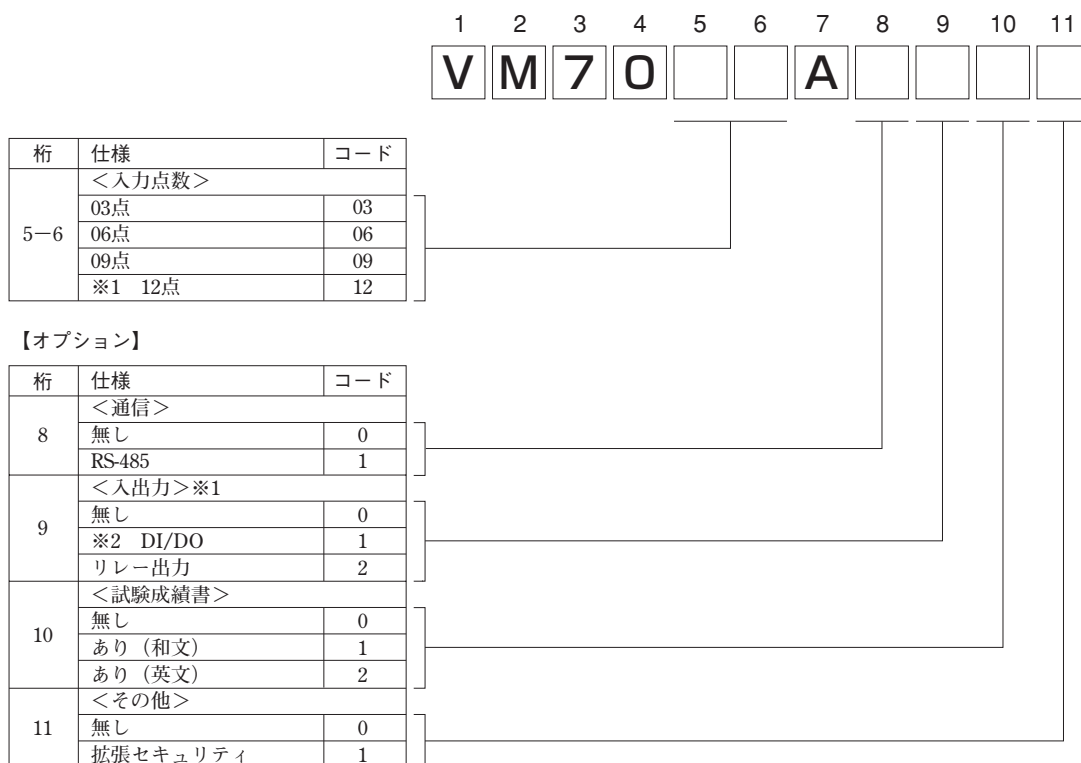 1 2 3 4 5 6 7 8 9 10 11
V M 7 0 A
桁 仕様 コード
5－6 ＜入力点数＞
03点 03
06点 06
09点 09
※1 12点 12
【オプション】
桁 仕様 コード
8 ＜通信＞
無し 0
RS-485 1
9 ＜入出力＞※1
無し 0
※2 DI/DO 1
リレー出力 2
10 ＜試験成績書＞
無し 0
あり（和文） 1
あり（英文） 2
11 ＜その他＞
無し 0
拡張セキュリティ 1